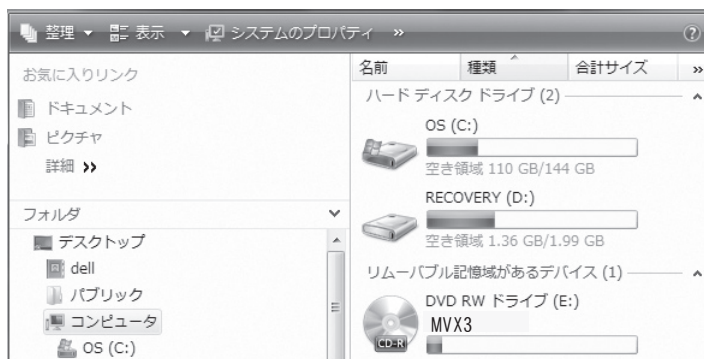 整理 ▼ 表示 ▼ システムのプロパティ »
?
お気に入りリンク
ドキュメント
ピクチャ
詳細 »
フォルダ
デスクトップ
dell
パブリック
コンピュータ
OS (C:)
名前 種類 合計サイズ »
ハード ディスク ドライブ (2)
OS (C:)
空き領域 110 GB/144 GB
RECOVERY (D:)
空き領域 1.36 GB/1.99 GB
リムーバブル記憶域があるデバイス (1)
DVD RW ドライブ (E:)
MVX3
CD-R